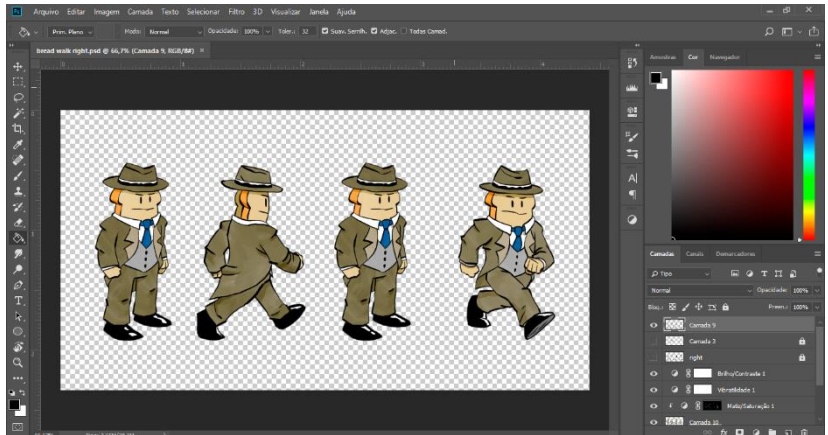 Ps Arquivo Editar Imagem Camada Texto Selecionar Filtro 3D Visualizar Janela Ajuda
Prim. Plano Modo: Normal Opacidade: 100% Toler.: 32 Suav. Serrilh. Adjac. Todas Camad.
bread walk right.psd @ 66,7% (Camada 9, RGB/8#) ×
Amostras Cor Navegador
Camadas Canais Demarcadores
Tipo
Normal Opacidade: 100%
Bloq.: Preen.: 100%
Camada 9
Camada 3
right
Brilho/Contraste 1
Vibratilidade 1
Matiz/Saturação 1
Camada 10